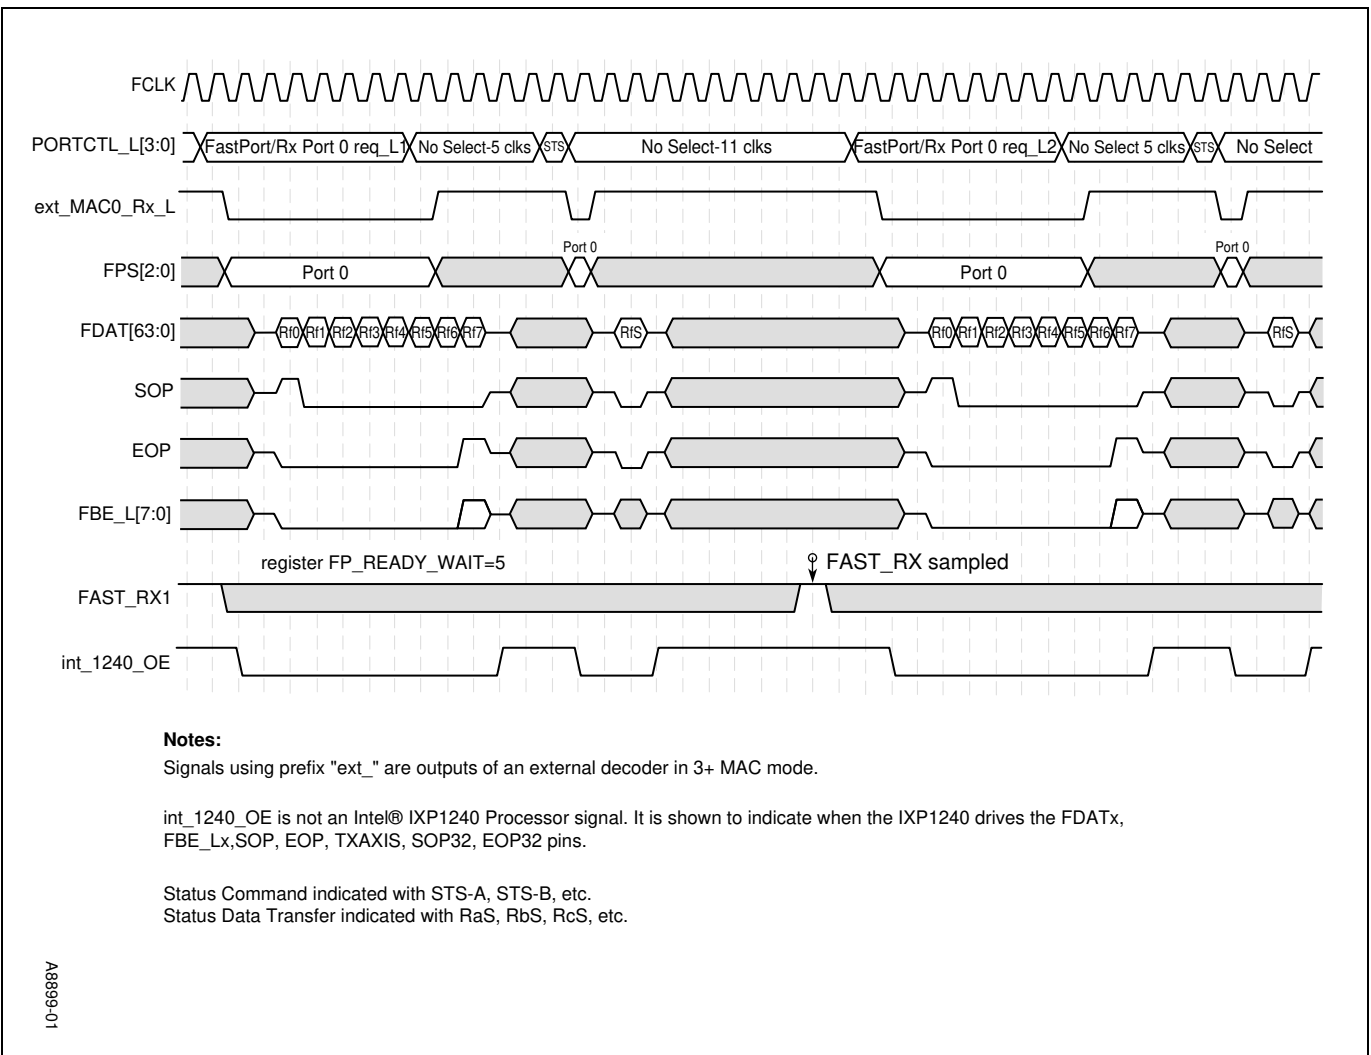 FCLK
PORTCTL_L[3:0] FastPort/Rx Port 0 req_L1 No Select-5 clks STS No Select-11 clks FastPort/Rx Port 0 req_L2 No Select 5 clks STS No Select
ext_MAC0_Rx_L
Port 0 Port 0
FPS[2:0] Port 0 Port 0
FDAT[63:0] Rf0 Rf1 Rf2 Rf3 Rf4 Rf5 Rf6 Rf7 RfS Rf0 Rf1 Rf2 Rf3 Rf4 Rf5 Rf6 Rf7 RfS
SOP
EOP
FBE_L[7:0]
register FP_READY_WAIT=5 FAST_RX sampled
FAST_RX1
int_1240_OE
Notes:
Signals using prefix "ext_" are outputs of an external decoder in 3+ MAC mode.
int_1240_OE is not an Intel® IXP1240 Processor signal. It is shown to indicate when the IXP1240 drives the FDATx,
FBE_Lx,SOP, EOP, TXAXIS, SOP32, EOP32 pins.
Status Command indicated with STS-A, STS-B, etc.
Status Data Transfer indicated with RaS, RbS, RcS, etc.
A8899-01